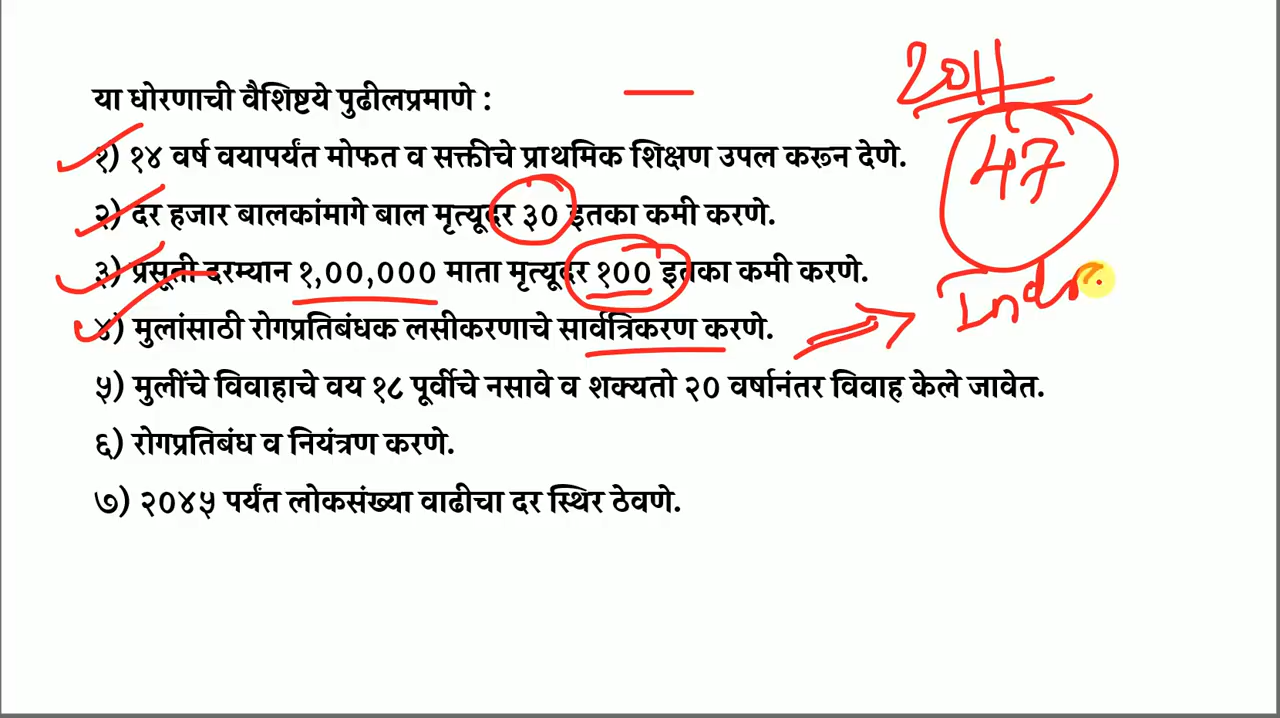 या धोरणाची वैशिष्टये पुढीलप्रमाणे :
१) १४ वर्ष वयापर्यंत मोफत व सक्तीचे प्राथमिक शिक्षण उपल करून देणे.
२) दर हजार बालकांमागे बाल मृत्यूदर ३० इतका कमी करणे.
३) प्रसूती दरम्यान १,00,००० माता मृत्यूदर १०० इतका कमी करणे.
४) मुलांसाठी रोगप्रतिबंधक लसीकरणाचे सार्वत्रिकरण करणे.
५) मुलींचे विवाहाचे वय १८ पूर्वीचे नसावे व शक्यतो २० वर्षानंतर विवाह केले जावेत.
६) रोगप्रतिबंध व नियंत्रण करणे.
७) २०४५ पर्यंत लोकसंख्या वाढीचा दर स्थिर ठेवणे.
2011
47